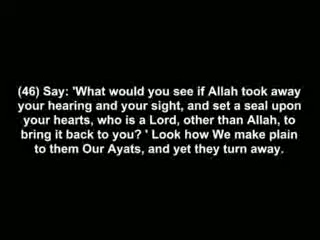 (46) Say: 'What would you see if Allah took away
your hearing and your sight, and set a seal upon
your hearts, who is a Lord, other than Allah, to
bring it back to you? ' Look how We make plain
to them Our Ayats, and yet they turn away.